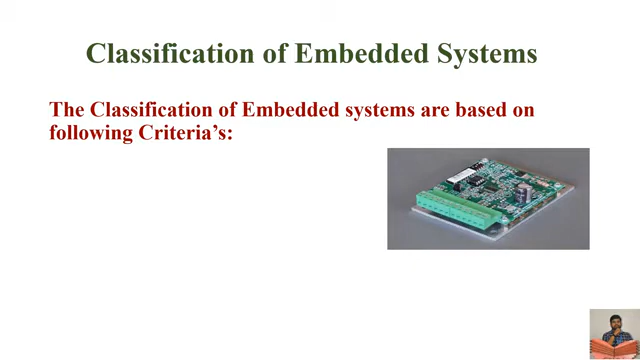 Classification of Embedded Systems
The Classification of Embedded systems are based on
following Criteria’s: